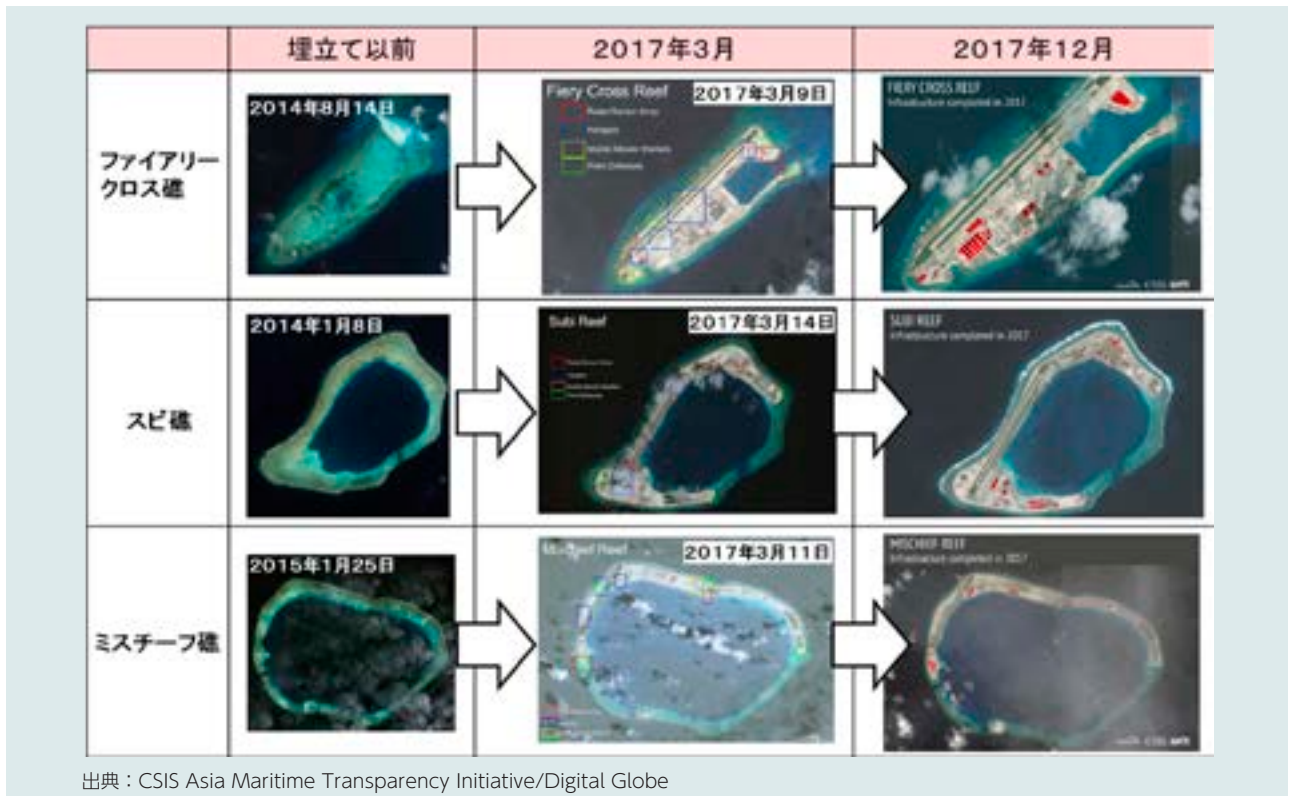 埋立て以前
2017年3月
2017年12月
ファイアリー
クロス礁
2014年8月14日
Fiery Cross Reef
2017年3月9日
Hangars
FIERY CROSS REEF
Infrastructure completed in 2017
スビ礁
2014年1月8日
Subi Reef
2017年3月14日
SUBI REEF
Infrastructure completed in 2017
ミスチーフ礁
2015年1月25日
Mischief Reef
2017年3月11日
MISCHIEF REEF
Infrastructure completed in 2017
CSIS
CSIS
出典：CSIS Asia Maritime Transparency Initiative/Digital Globe